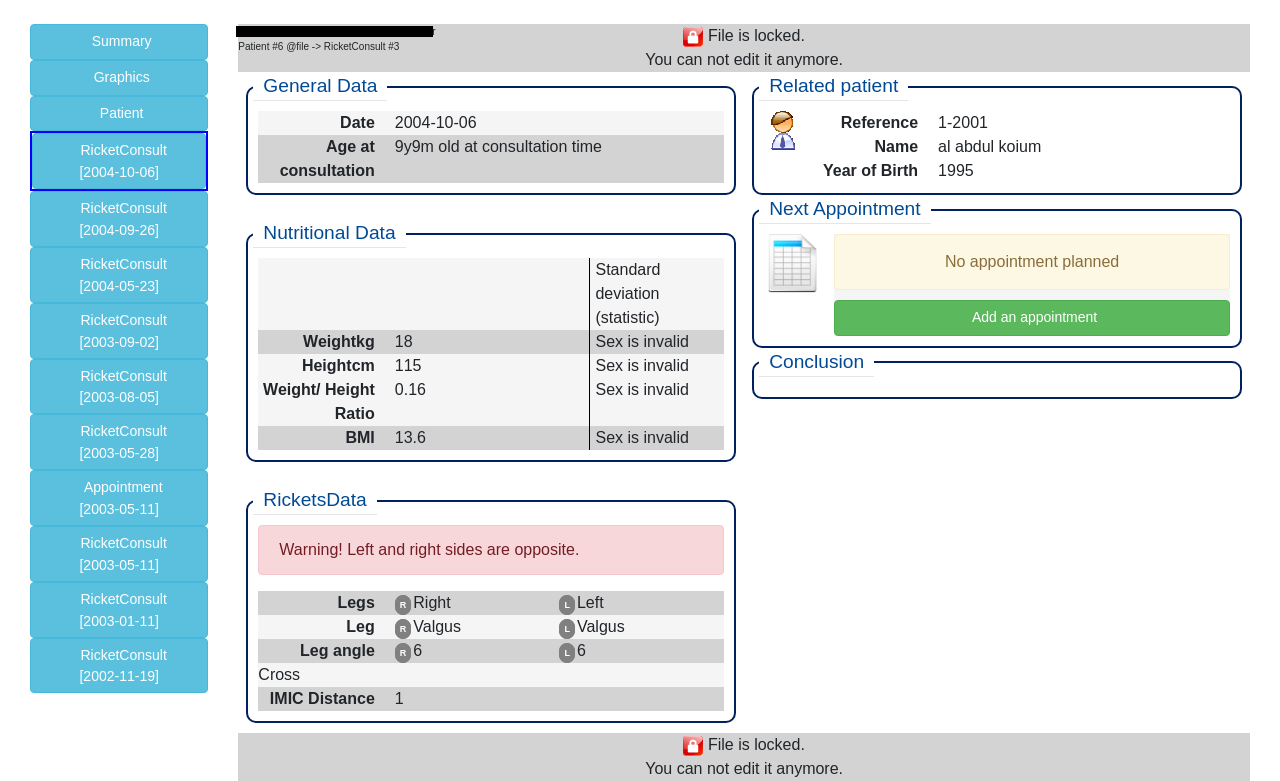 Summary
Graphics
Patient
RicketConsult
[2004-10-06]
RicketConsult
[2004-09-26]
RicketConsult
[2004-05-23]
RicketConsult
[2003-09-02]
RicketConsult
[2003-08-05]
RicketConsult
[2003-05-28]
Appointment
[2003-05-11]
RicketConsult
[2003-05-11]
RicketConsult
[2003-01-11]
RicketConsult
[2002-11-19]
Patient #6 @file -> RicketConsult #3
File is locked.
You can not edit it anymore.
General Data
Date 2004-10-06
Age at 9y9m old at consultation time
consultation
Nutritional Data
Standard
deviation
(statistic)
Weightkg 18 Sex is invalid
Heightcm 115 Sex is invalid
Weight/ Height 0.16 Sex is invalid
Ratio
BMI 13.6 Sex is invalid
RicketsData
Warning! Left and right sides are opposite.
Legs R Right L Left
Leg R Valgus L Valgus
Leg angle R 6 L 6
Cross
IMIC Distance 1
Related patient
Reference 1-2001
Name al abdul koium
Year of Birth 1995
Next Appointment
No appointment planned
Add an appointment
Conclusion
File is locked.
You can not edit it anymore.